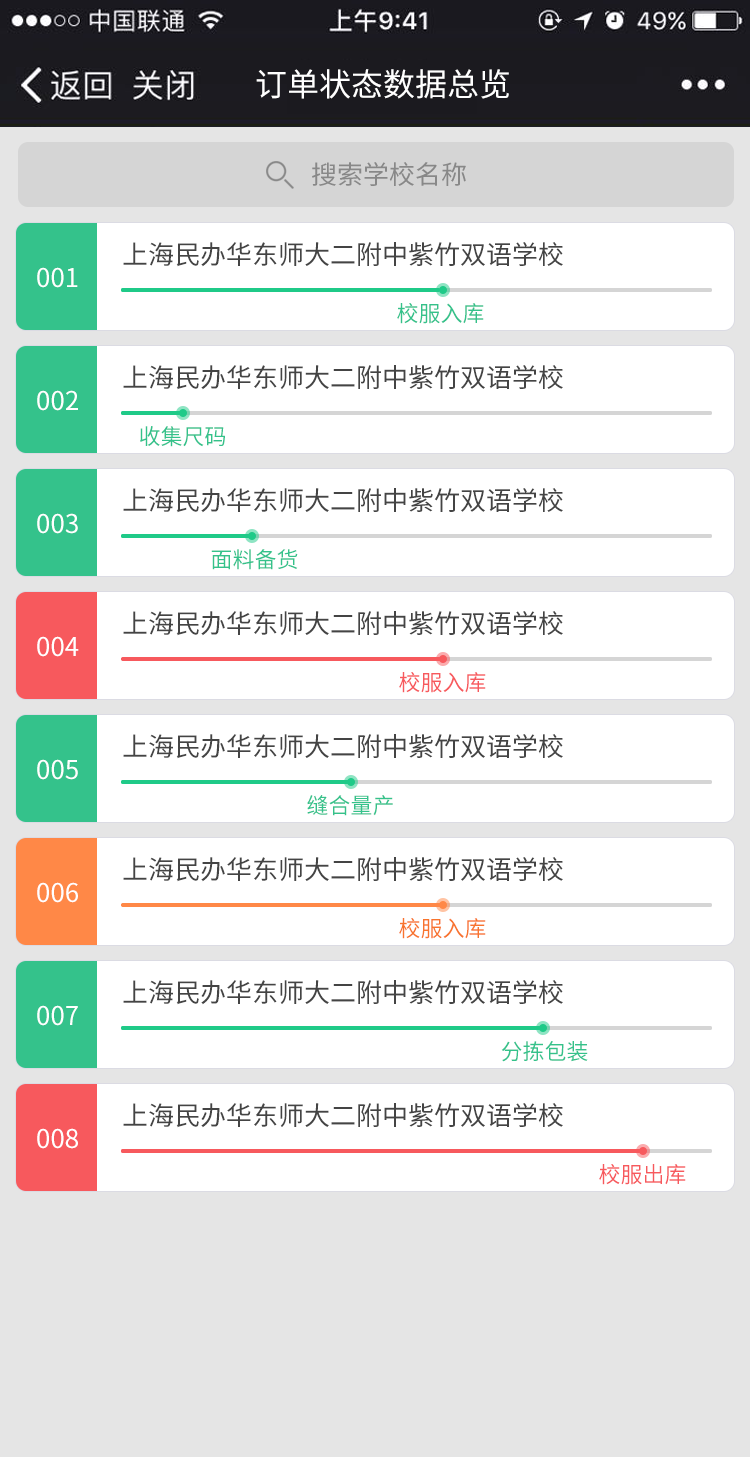 中国联通 上午9:41 49%
返回 关闭 订单状态数据总览
搜索学校名称
001 上海民办华东师大二附中紫竹双语学校
校服入库
002 上海民办华东师大二附中紫竹双语学校
收集尺码
003 上海民办华东师大二附中紫竹双语学校
面料备货
004 上海民办华东师大二附中紫竹双语学校
校服入库
005 上海民办华东师大二附中紫竹双语学校
缝合量产
006 上海民办华东师大二附中紫竹双语学校
校服入库
007 上海民办华东师大二附中紫竹双语学校
分拣包装
008 上海民办华东师大二附中紫竹双语学校
校服出库